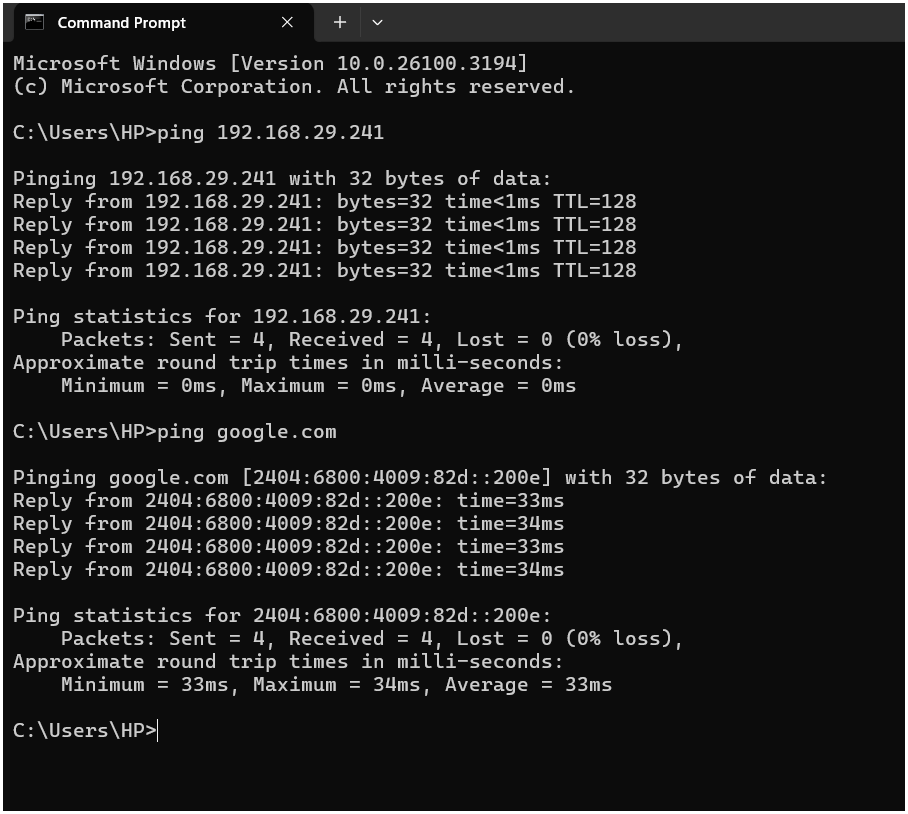 Command Prompt
Microsoft Windows [Version 10.0.26100.3194]
(c) Microsoft Corporation. All rights reserved.
C:\Users\HP>ping 192.168.29.241
Pinging 192.168.29.241 with 32 bytes of data:
Reply from 192.168.29.241: bytes=32 time<1ms TTL=128
Reply from 192.168.29.241: bytes=32 time<1ms TTL=128
Reply from 192.168.29.241: bytes=32 time<1ms TTL=128
Reply from 192.168.29.241: bytes=32 time<1ms TTL=128
Ping statistics for 192.168.29.241:
    Packets: Sent = 4, Received = 4, Lost = 0 (0% loss),
Approximate round trip times in milli-seconds:
    Minimum = 0ms, Maximum = 0ms, Average = 0ms
C:\Users\HP>ping google.com
Pinging google.com [2404:6800:4009:82d::200e] with 32 bytes of data:
Reply from 2404:6800:4009:82d::200e: time=33ms
Reply from 2404:6800:4009:82d::200e: time=34ms
Reply from 2404:6800:4009:82d::200e: time=33ms
Reply from 2404:6800:4009:82d::200e: time=34ms
Ping statistics for 2404:6800:4009:82d::200e:
    Packets: Sent = 4, Received = 4, Lost = 0 (0% loss),
Approximate round trip times in milli-seconds:
    Minimum = 33ms, Maximum = 34ms, Average = 33ms
C:\Users\HP>